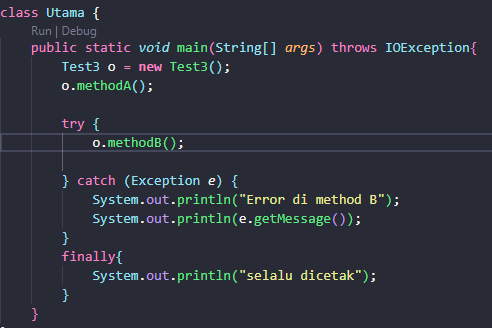 class Utama {
Run | Debug
public static void main(String[] args) throws IOException{
Test3 o = new Test3();
o.methodA();
try {
o.methodB();
} catch (Exception e) {
System.out.println("Error di method B");
System.out.println(e.getMessage());
}
finally{
System.out.println("selalu dicetak");
}
}